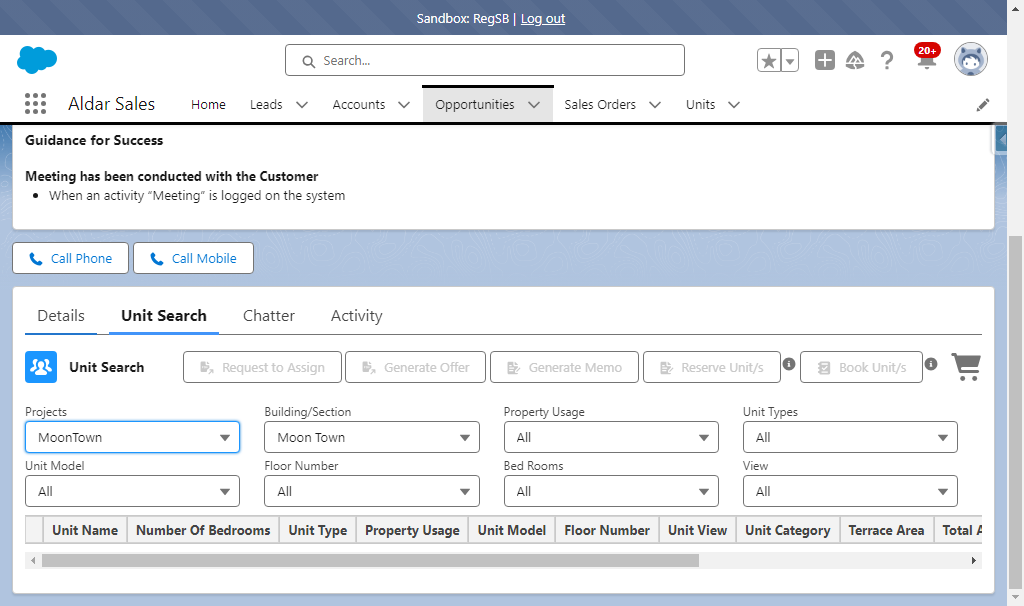 Sandbox: RegSB | Log out
Search...
20+
Aldar Sales
Home
Leads
Accounts
Opportunities
Sales Orders
Units
Guidance for Success
Meeting has been conducted with the Customer
• When an activity “Meeting” is logged on the system
Call Phone
Call Mobile
Details
Unit Search
Chatter
Activity
Unit Search
Request to Assign
Generate Offer
Generate Memo
Reserve Unit/s
Book Unit/s
Projects
Building/Section
Property Usage
Unit Types
MoonTown
Moon Town
All
All
Unit Model
Floor Number
Bed Rooms
View
All
All
All
All
Unit Name
Number Of Bedrooms
Unit Type
Property Usage
Unit Model
Floor Number
Unit View
Unit Category
Terrace Area
Total A